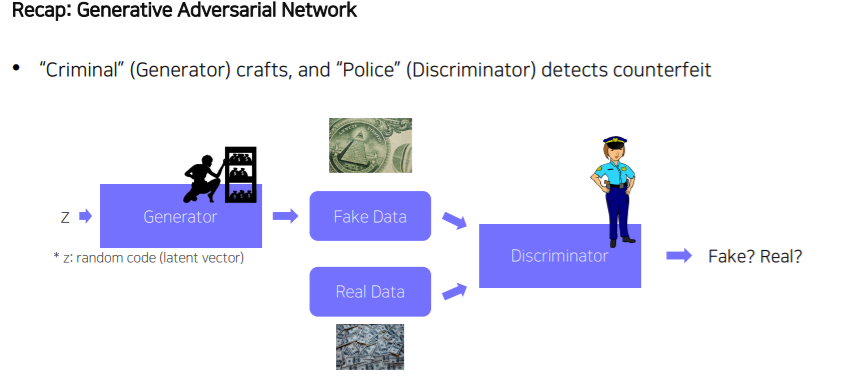 Recap: Generative Adversarial Network
• “Criminal” (Generator) crafts, and “Police” (Discriminator) detects counterfeit
z
Generator
Fake Data
* z: random code (latent vector)
Discriminator
Fake? Real?
Real Data